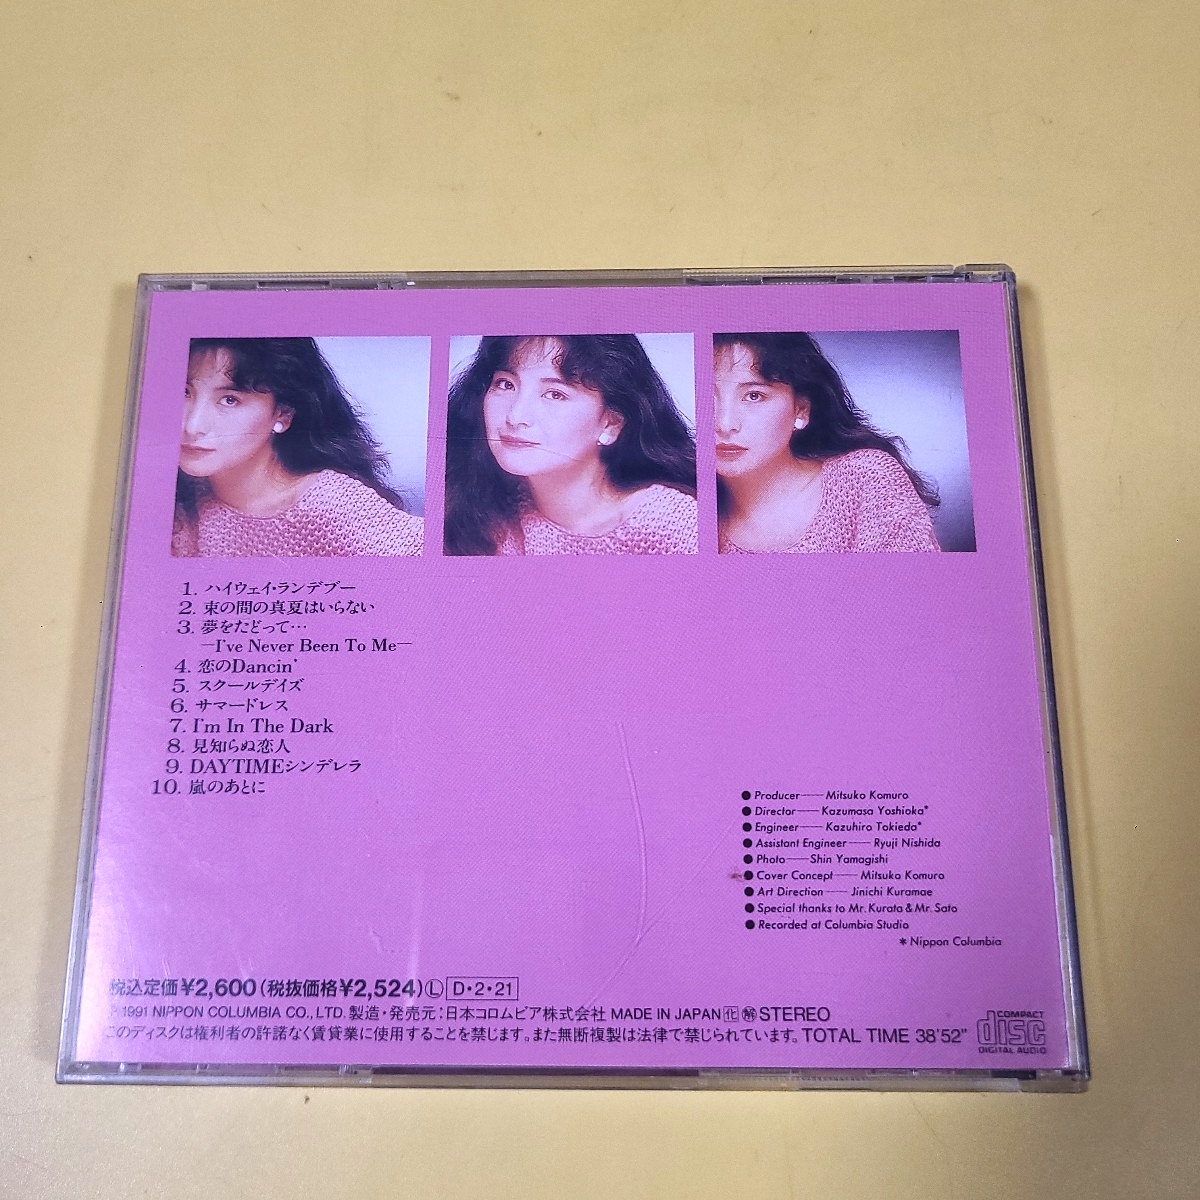 1. ハイウェイ・ランデブー
2. 束の間の真夏はいらない
3. 夢をたどって…
—I've Never Been To Me—
4. 恋のDancin'
5. スクールデイズ
6. サマードレス
7. I'm In The Dark
8. 見知らぬ恋人
9. DAYTIMEシンデレラ
10. 嵐のあとに
● Producer — Mitsuko Komuro
● Director — Kazumasa Yoshioka*
● Engineer — Kazuhiro Tokieda*
● Assistant Engineer — Ryuji Nishida
● Photo — Shin Yamagishi
● Cover Concept — Mitsuko Komuro
● Art Direction — Jinichi Kuramae
● Special thanks to Mr. Kurata & Mr. Sato
● Recorded at Columbia Studio
* Nippon Columbia
税込定価¥2,600(税抜価格¥2,524)Ⓛ D・2・21
℗ 1991 NIPPON COLUMBIA CO., LTD. 製造・発売元:日本コロムビア株式会社 MADE IN JAPAN STEREO
このディスクは権利者の許諾なく賃貸業に使用することを禁じます。また無断複製は法律で禁じられています。 TOTAL TIME 38'52"
COMPACT
disc
DIGITAL AUDIO